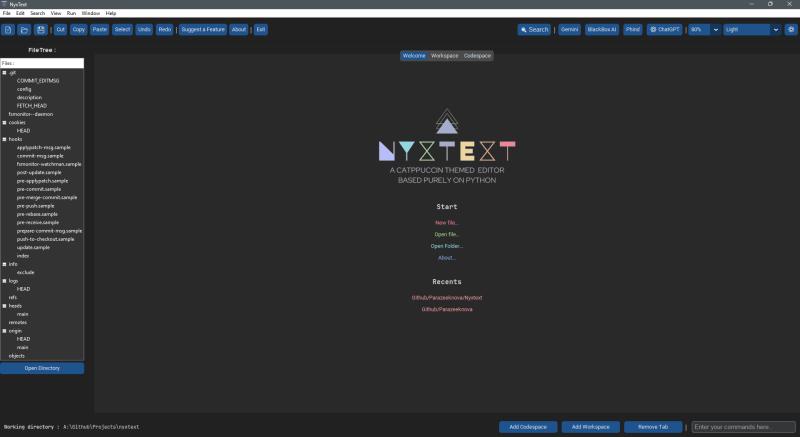 NyxText
File Edit Search View Run Window Help
Cut Copy Paste Select Undo Redo Suggest a Feature About Exit
Search Gemini BlackBox AI Phind ChatGPT 90% Light
FileTree :
Files :
.git
COMMIT_EDITMSG
config
description
FETCH_HEAD
fsmonitor--daemon
cookies
HEAD
hooks
applypatch-msg.sample
commit-msg.sample
fsmonitor-watchman.sample
post-update.sample
pre-applypatch.sample
pre-commit.sample
pre-merge-commit.sample
pre-push.sample
pre-rebase.sample
pre-receive.sample
prepare-commit-msg.sample
push-to-checkout.sample
update.sample
index
info
exclude
logs
HEAD
refs
heads
main
remotes
origin
HEAD
main
objects
Open Directory
Welcome Workspace Codespace
NYXTEXT
A CATPPUCCIN THEMED EDITOR
BASED PURELY ON PYTHON
Start
New file...
Open file...
Open Folder...
About...
Recents
Github/Parazeeknova/Nyxtext
Github/Parazeeknova
Working directory : A:\Github\Projects\nyxtext
Add Codespace Add Workspace Remove Tab | Enter your commands here...